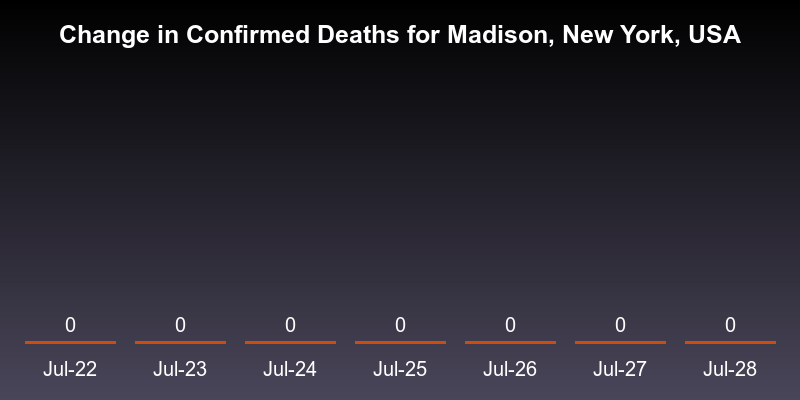 Change in Confirmed Deaths for Madison, New York, USA
0 0 0 0 0 0 0
Jul-22 Jul-23 Jul-24 Jul-25 Jul-26 Jul-27 Jul-28